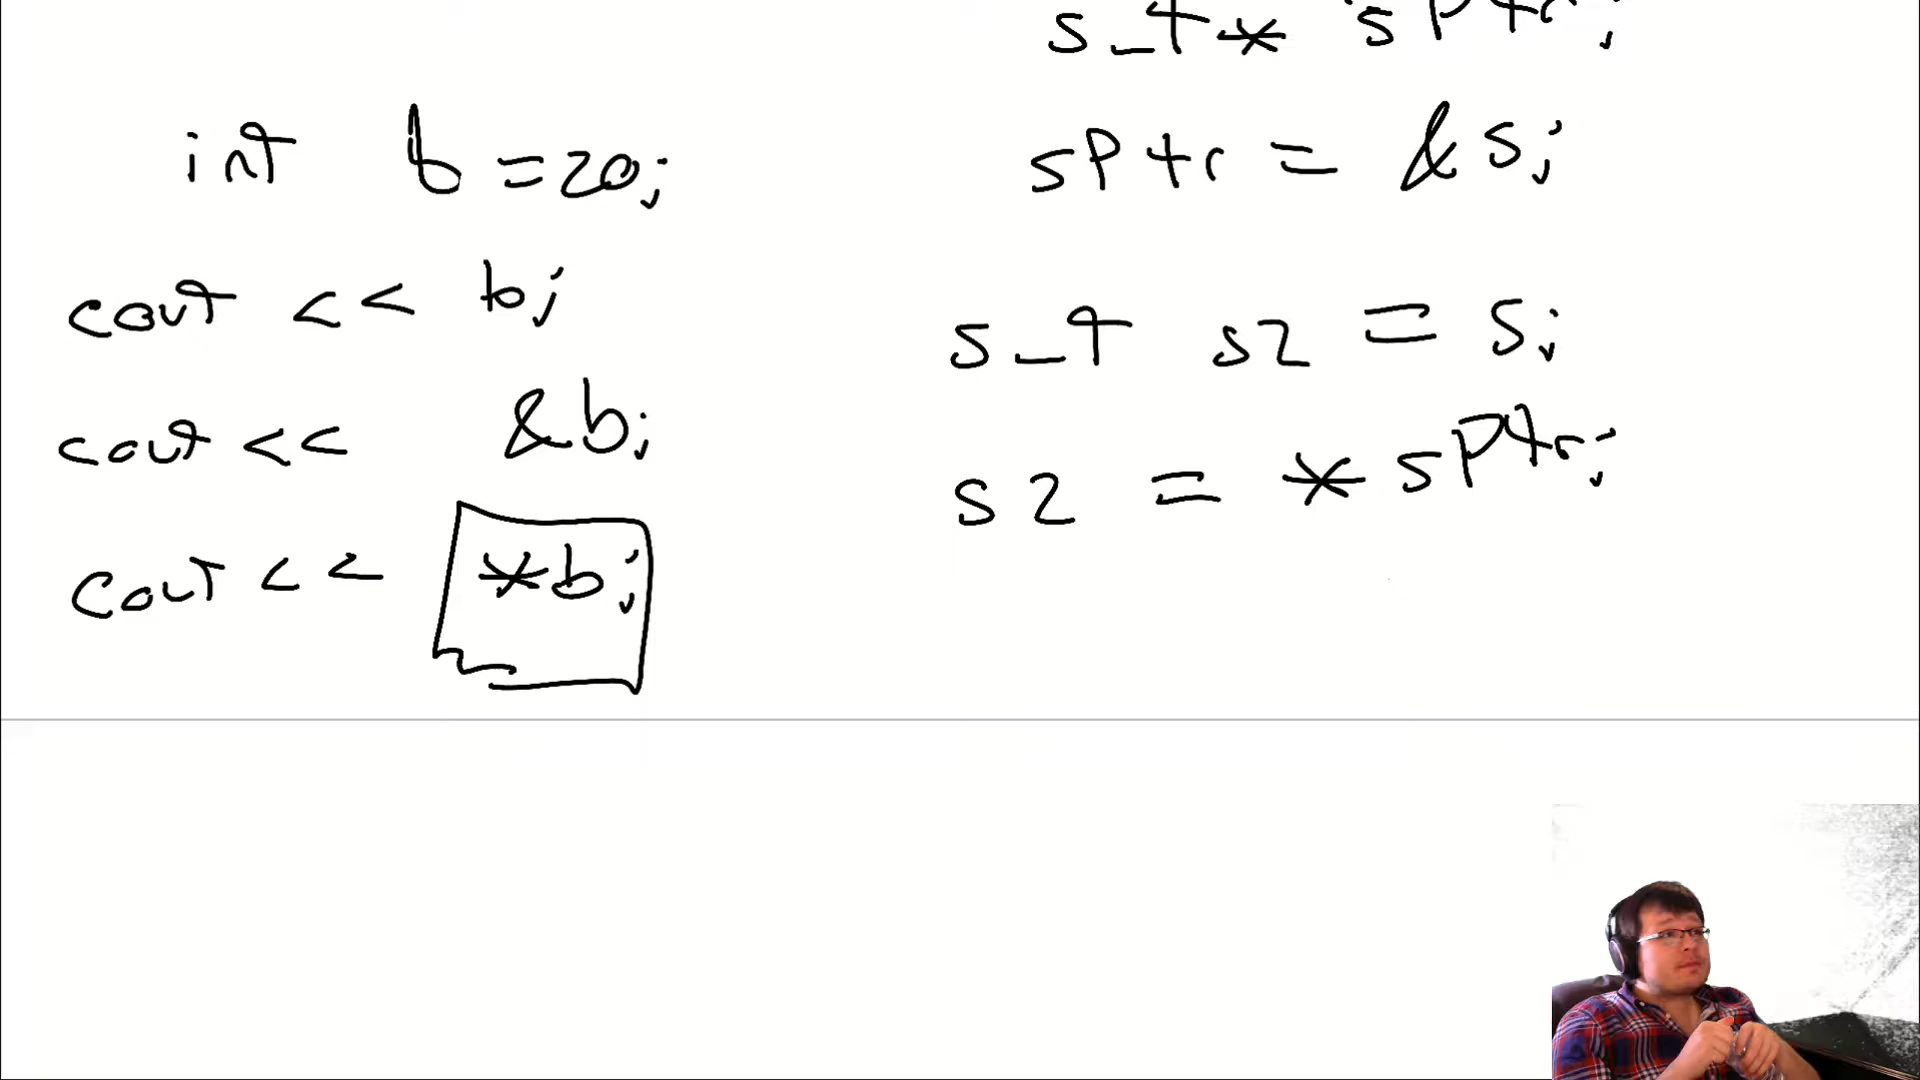 int b = 20;
cout << b;
cout << &b;
cout << *b;
s_t* sPtr;
sPtr = &s;
s_t s2 = s;
s2 = *sPtr;